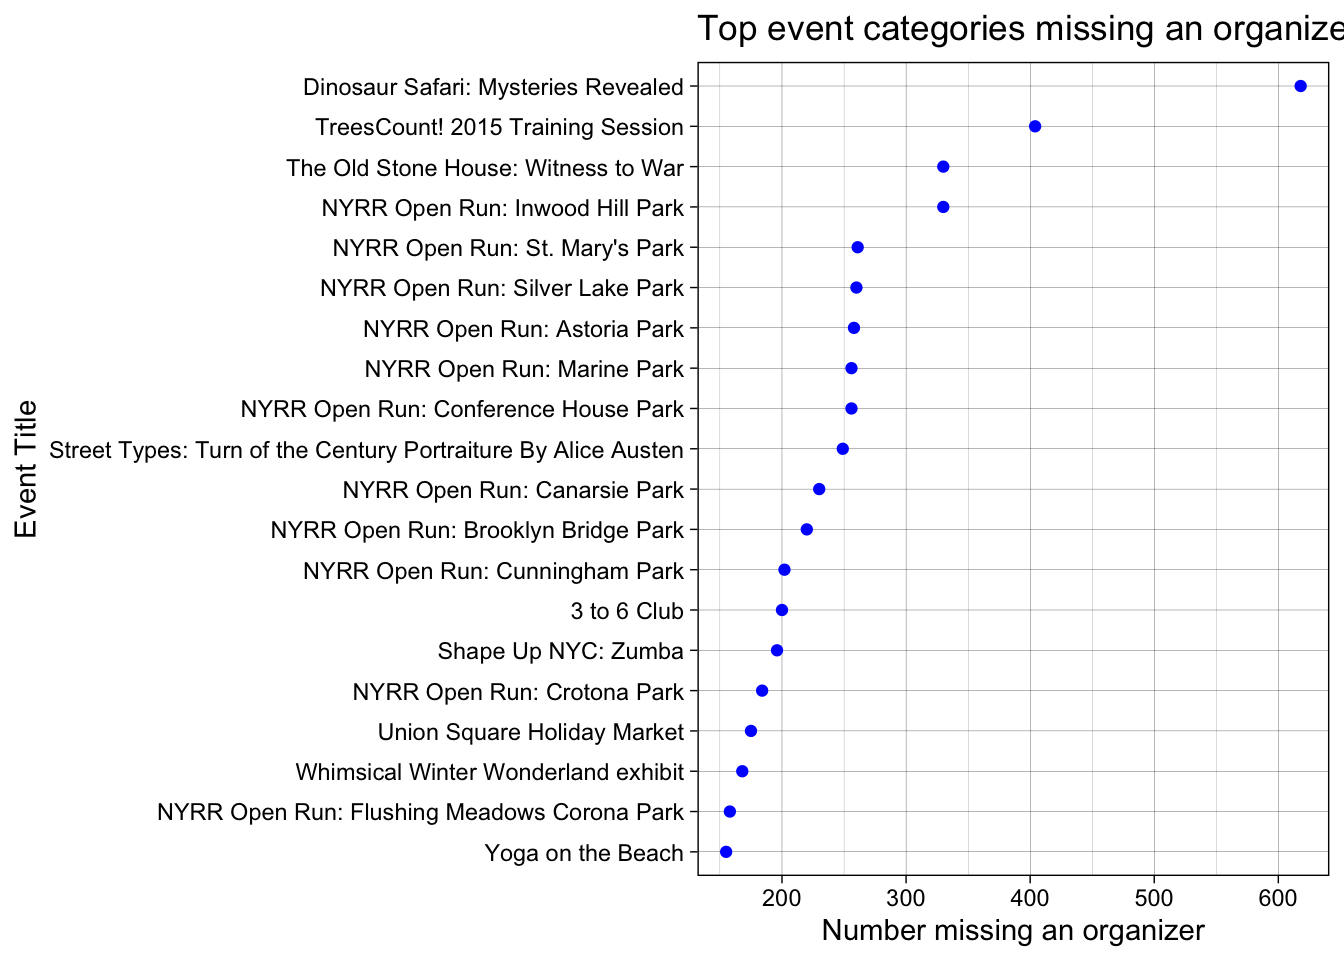 Top event categories missing an organize
Dinosaur Safari: Mysteries Revealed
TreesCount! 2015 Training Session
The Old Stone House: Witness to War
NYRR Open Run: Inwood Hill Park
NYRR Open Run: St. Mary's Park
NYRR Open Run: Silver Lake Park
NYRR Open Run: Astoria Park
NYRR Open Run: Marine Park
NYRR Open Run: Conference House Park
Street Types: Turn of the Century Portraiture By Alice Austen
NYRR Open Run: Canarsie Park
NYRR Open Run: Brooklyn Bridge Park
NYRR Open Run: Cunningham Park
3 to 6 Club
Shape Up NYC: Zumba
NYRR Open Run: Crotona Park
Union Square Holiday Market
Whimsical Winter Wonderland exhibit
NYRR Open Run: Flushing Meadows Corona Park
Yoga on the Beach
Event Title
200 300 400 500 600
Number missing an organizer